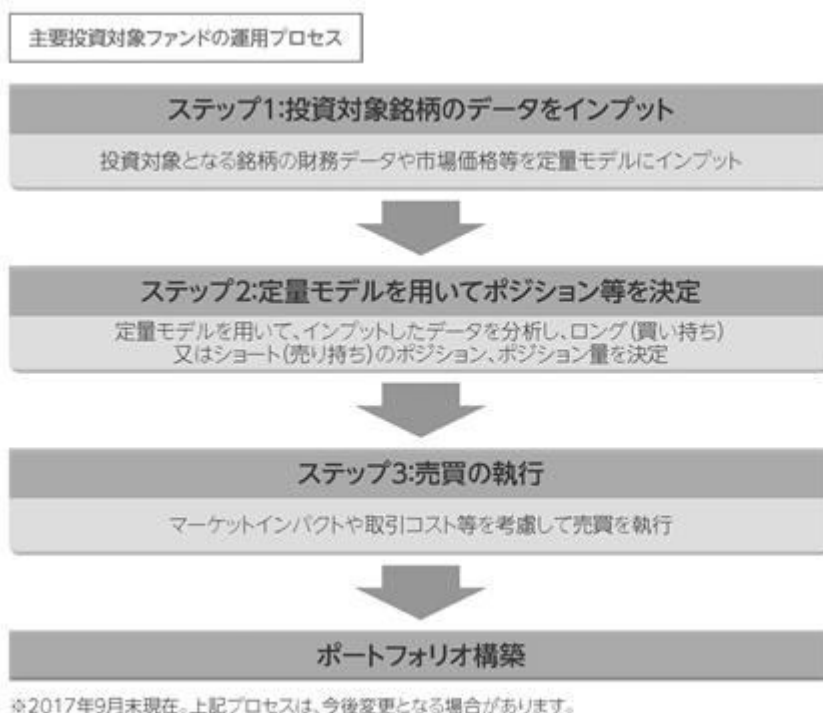 主要投資対象ファンドの運用プロセス
ステップ1:投資対象銘柄のデータをインプット
投資対象となる銘柄の財務データや市場価格等を定量モデルにインプット
ステップ2:定量モデルを用いてポジション等を決定
定量モデルを用いて、インプットしたデータを分析し、ロング(買い持ち)
又はショート(売り持ち)のポジション、ポジション量を決定
ステップ3:売買の執行
マーケットインパクトや取引コスト等を考慮して売買を執行
ポートフォリオ構築
※2017年9月末現在。上記プロセスは、今後変更となる場合があります。